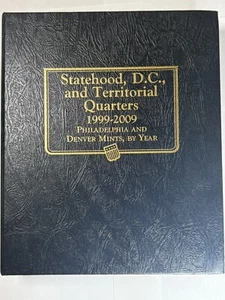 Statehood, D.C.,
and Territorial
Quarters
1999-2009
Philadelphia and
Denver Mints, by Year